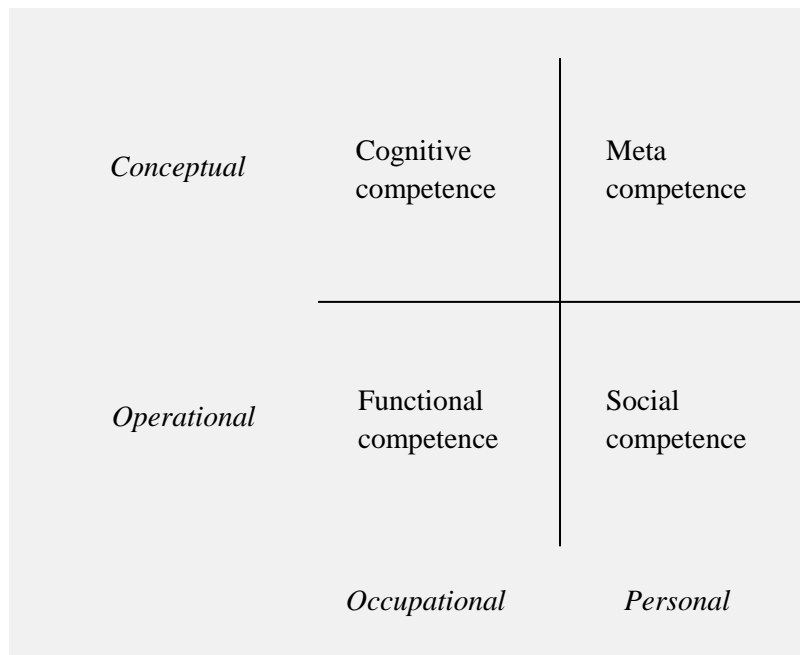 Conceptual
Cognitive
competence
Meta
competence
Operational
Functional
competence
Social
competence
Occupational
Personal